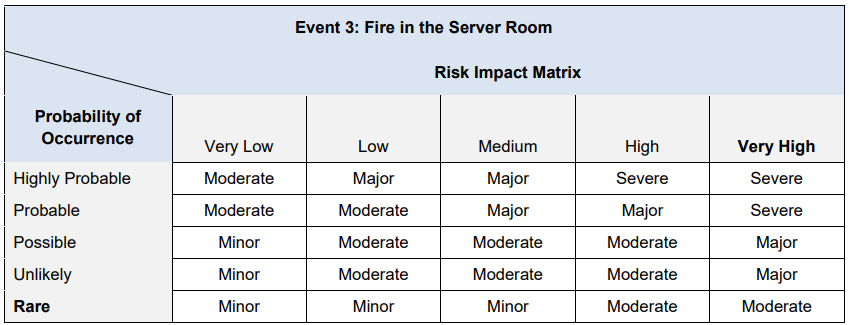 Event 3: Fire in the Server Room
Risk Impact Matrix
Probability of
Occurrence
Very Low Low Medium High Very High
Highly Probable Moderate Major Major Severe Severe
Probable Moderate Moderate Major Major Severe
Possible Minor Moderate Moderate Moderate Major
Unlikely Minor Moderate Moderate Moderate Major
Rare Minor Minor Minor Moderate Moderate